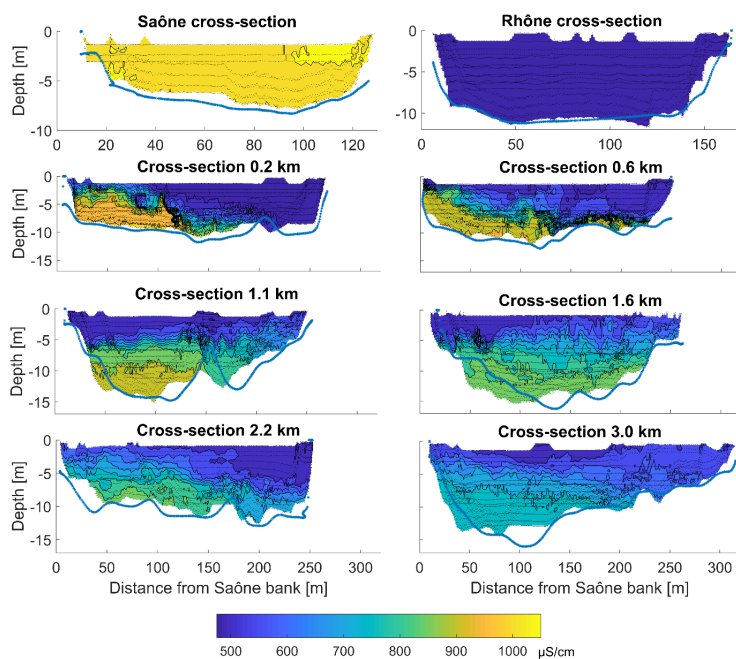 Saône cross-section
Rhône cross-section
Depth [m]
0
-5
-10
20 40 60 80 100 120
0
-5
-10
0 50 100 150
Cross-section 0.2 km
Cross-section 0.6 km
Depth [m]
0
-5
-10
-15
Cross-section 1.1 km
Cross-section 1.6 km
Depth [m]
0
-5
-10
-15
Cross-section 2.2 km
Cross-section 3.0 km
Depth [m]
0
-5
-10
-15
0 50 100 150 200 250 300
0 50 100 150 200 250 300
Distance from Saône bank [m]
Distance from Saône bank [m]
500 600 700 800 900 1000 µS/cm